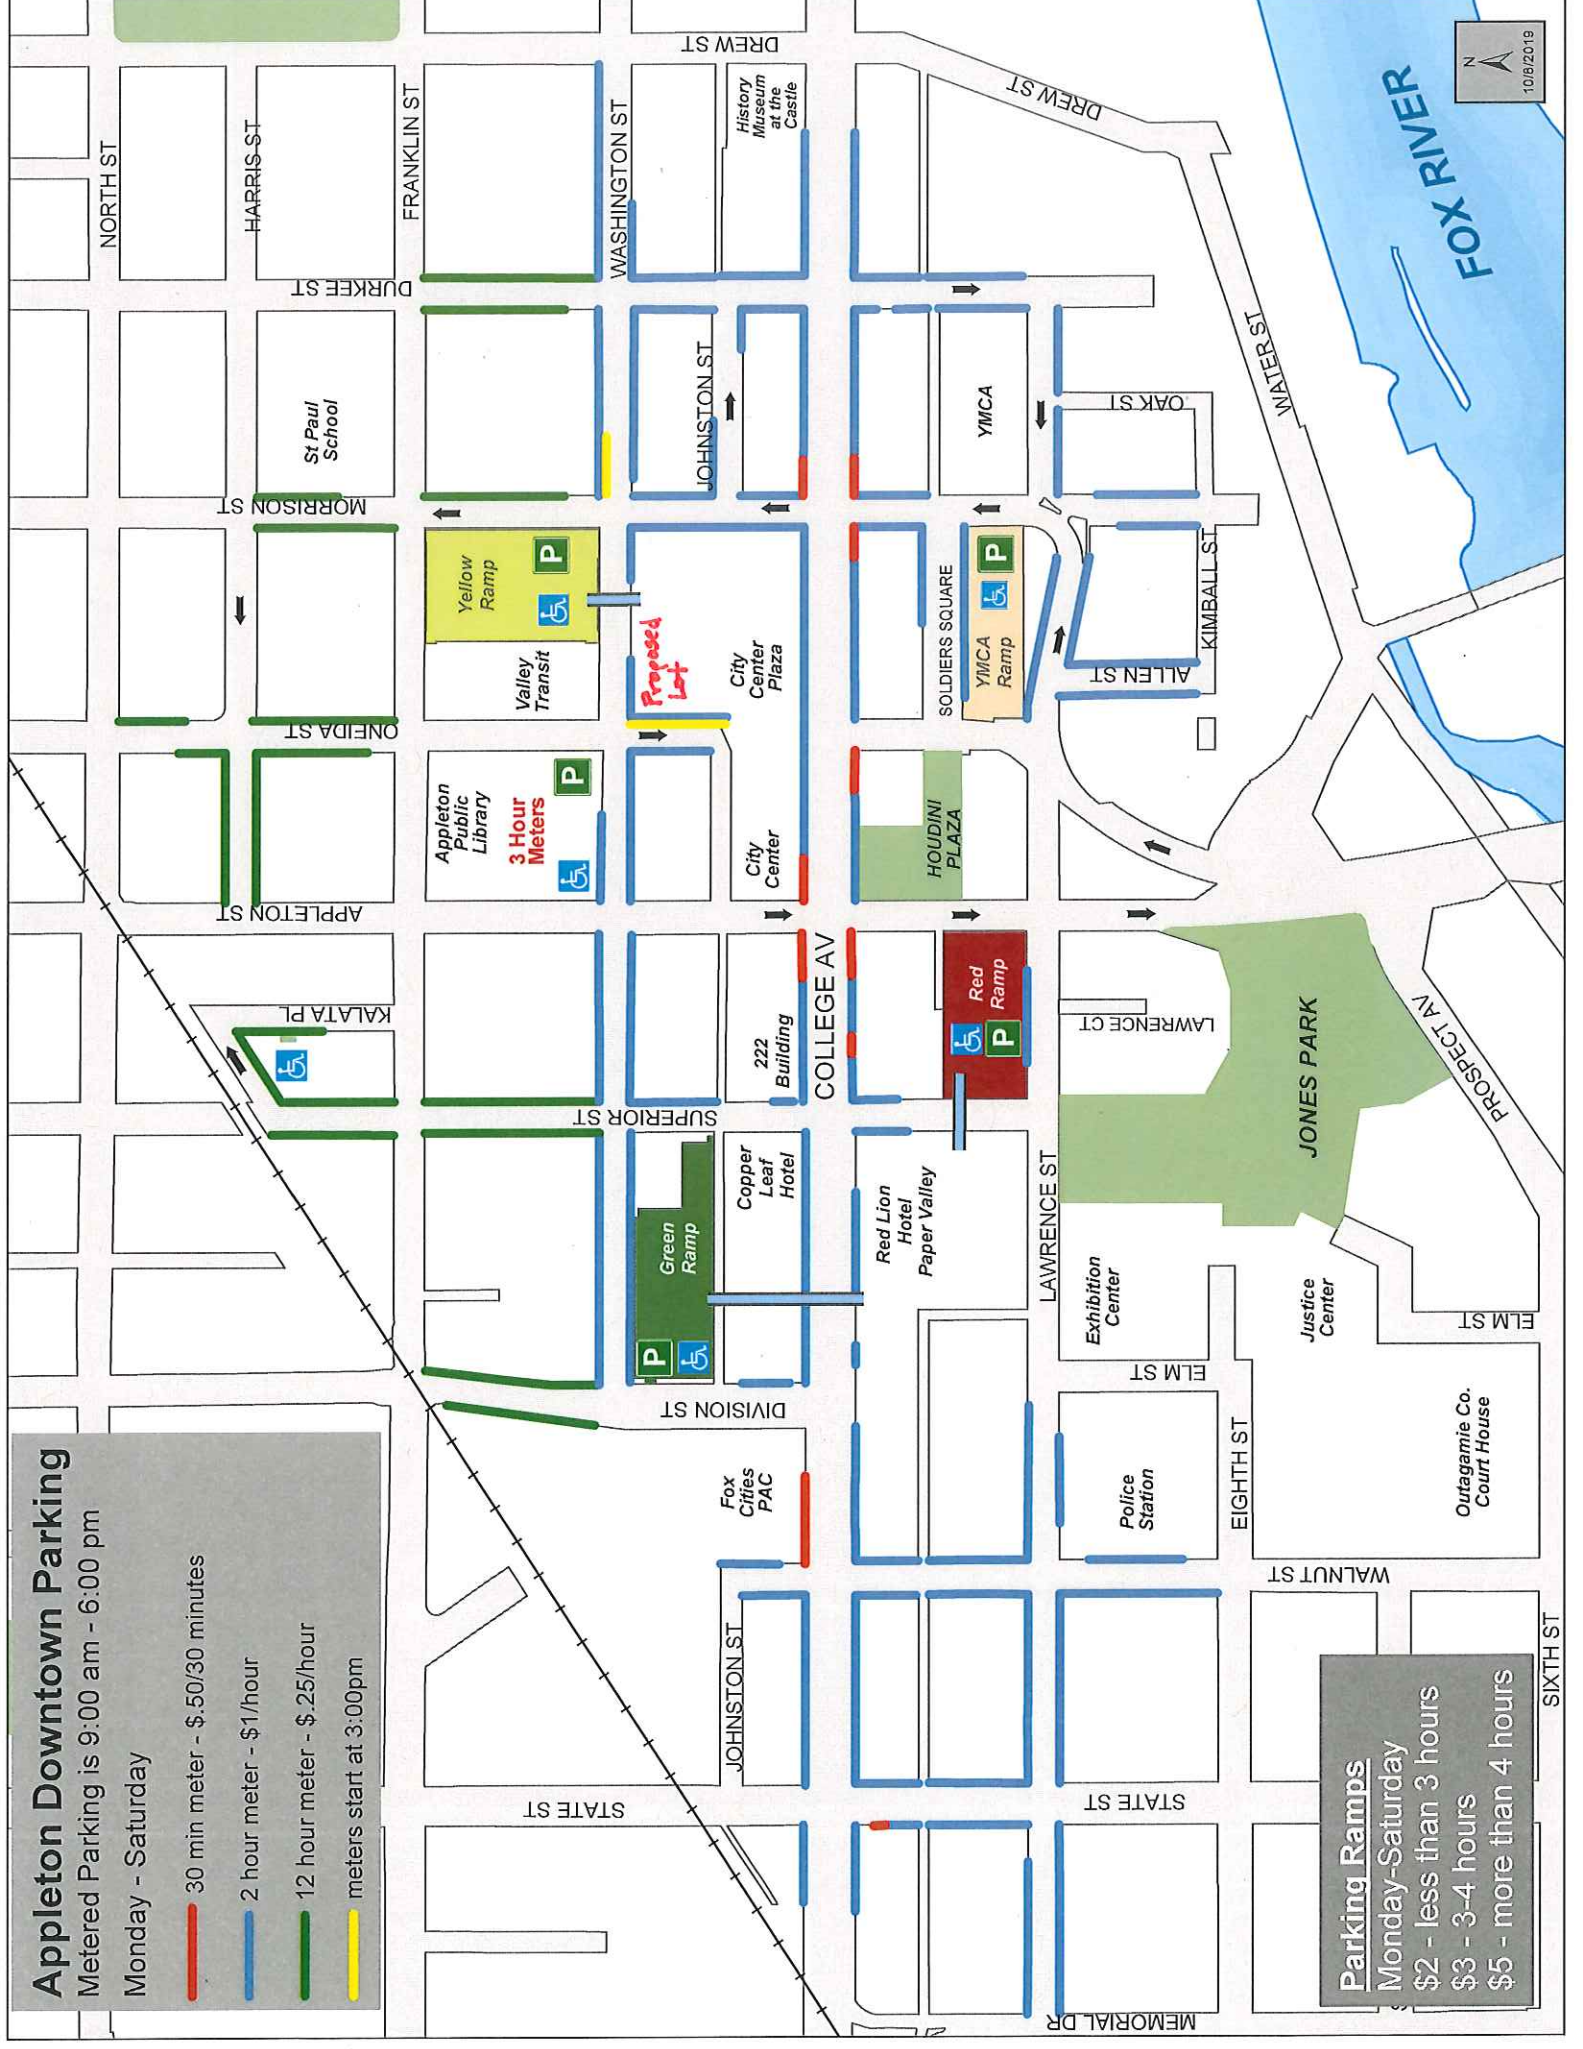 Appleton Downtown Parking
Metered Parking is 9:00 am - 6:00 pm
Monday - Saturday
30 min meter - $.50/30 minutes
2 hour meter - $1/hour
12 hour meter - $.25/hour
meters start at 3:00pm
NORTH ST
HARRIS ST
FRANKLIN ST
WASHINGTON ST
DREW ST
DREW ST
History
Museum
at the
Castle
DURKEE ST
St Paul
School
MORRISON ST
JOHNSTON ST
YMCA
OAK ST
WATER ST
FOX RIVER
N
10/8/2019
Yellow
Ramp
P
Valley
Transit
Proposed
Lot
City
Center
Plaza
SOLDIERS SQUARE
YMCA
Ramp
P
ALLEN ST
KIMBALL ST
ONEIDA ST
Appleton
Public
Library
3 Hour
Meters
P
City
Center
HOUDINI
PLAZA
APPLETON ST
KALATA PL
COLLEGE AV
222
Building
Red
Ramp
P
LAWRENCE CT
JONES PARK
PROSPECT AV
SUPERIOR ST
Green
Ramp
P
Copper
Leaf
Hotel
Red Lion
Hotel
Paper Valley
LAWRENCE ST
Exhibition
Center
Justice
Center
ELM ST
ELM ST
DIVISION ST
Fox
Cities
PAC
Police
Station
EIGHTH ST
Outagamie Co.
Court House
WALNUT ST
JOHNSTON ST
SIXTH ST
STATE ST
STATE ST
MEMORIAL DR
Parking Ramps
Monday-Saturday
$2 - less than 3 hours
$3 - 3-4 hours
$5 - more than 4 hours